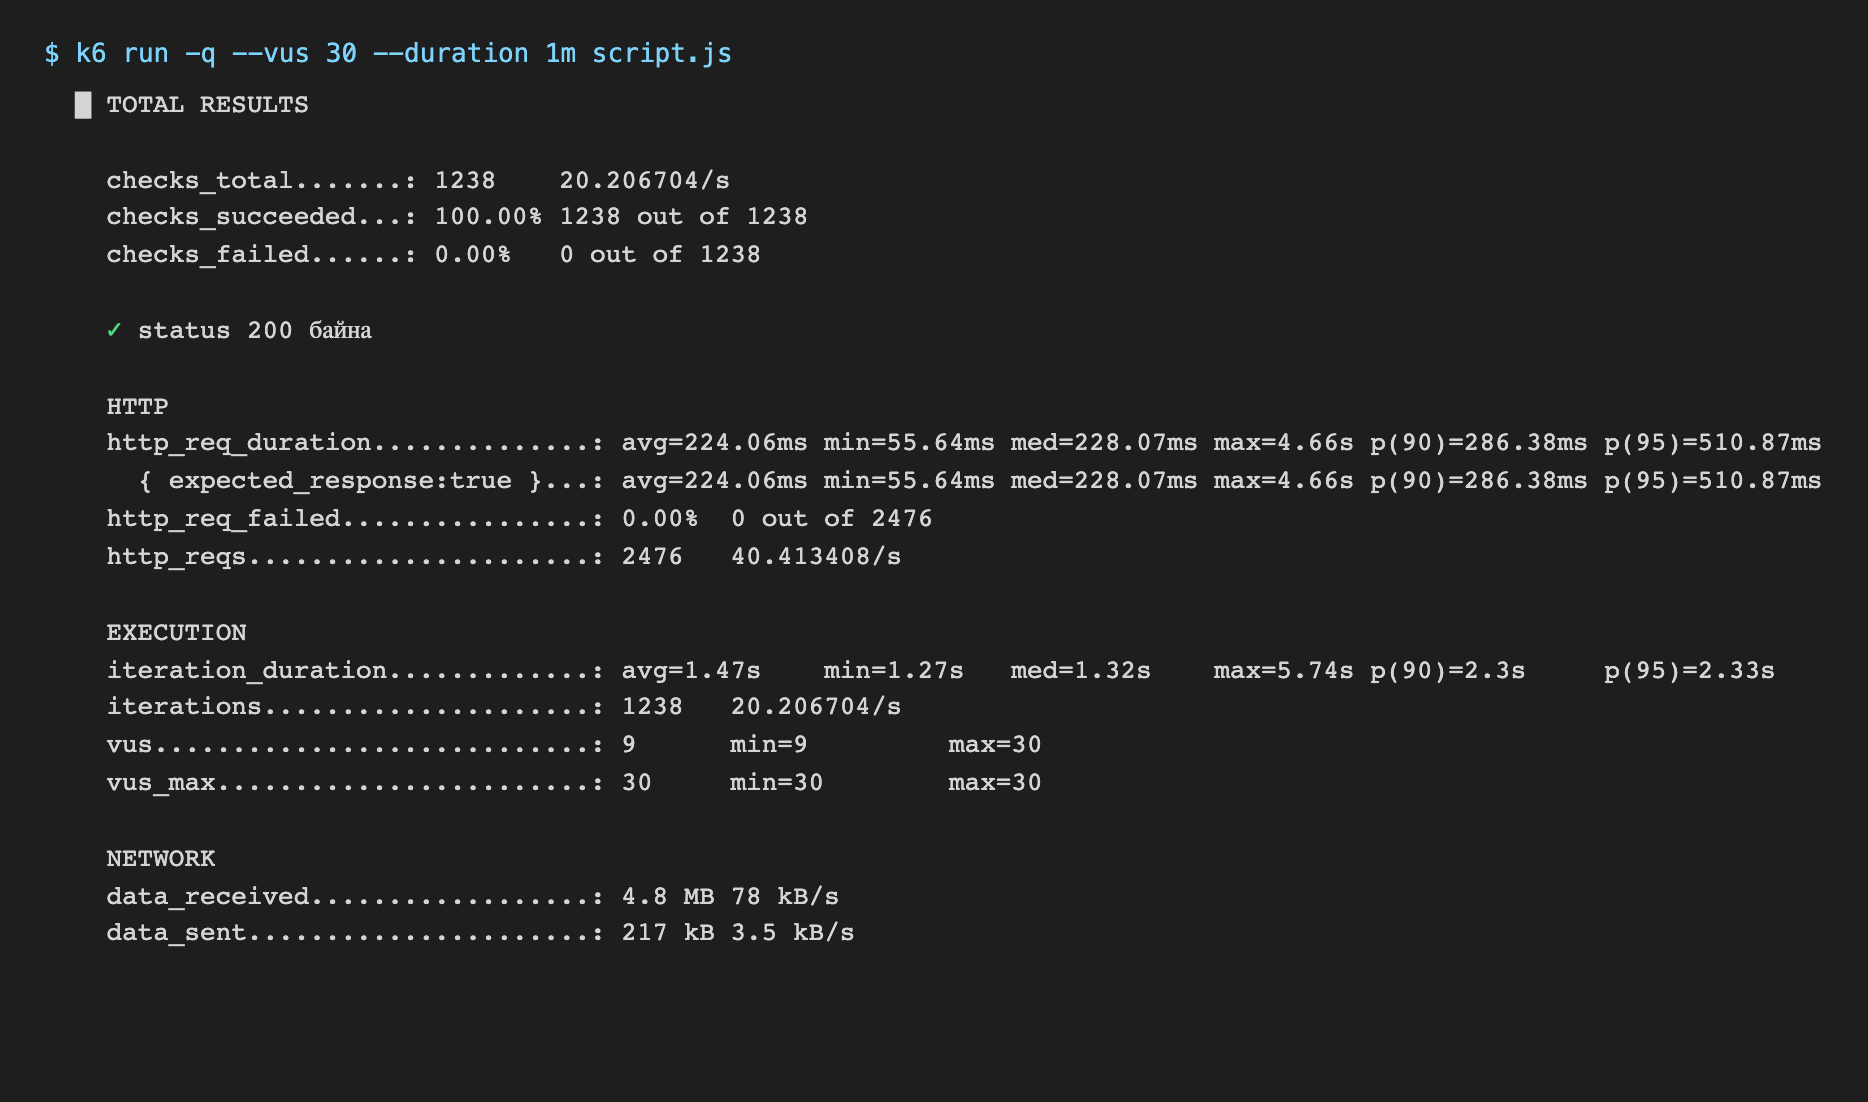 $ k6 run -q --vus 30 --duration 1m script.js
█ TOTAL RESULTS
checks_total.......: 1238    20.206704/s
checks_succeeded...: 100.00% 1238 out of 1238
checks_failed......: 0.00%   0 out of 1238
✓ status 200 байна
HTTP
http_req_duration..............: avg=224.06ms min=55.64ms med=228.07ms max=4.66s p(90)=286.38ms p(95)=510.87ms
{ expected_response:true }...: avg=224.06ms min=55.64ms med=228.07ms max=4.66s p(90)=286.38ms p(95)=510.87ms
http_req_failed................: 0.00%  0 out of 2476
http_reqs......................: 2476   40.413408/s
EXECUTION
iteration_duration.............: avg=1.47s    min=1.27s   med=1.32s    max=5.74s p(90)=2.3s     p(95)=2.33s
iterations.....................: 1238   20.206704/s
vus............................: 9      min=9         max=30
vus_max........................: 30     min=30        max=30
NETWORK
data_received..................: 4.8 MB 78 kB/s
data_sent......................: 217 kB 3.5 kB/s